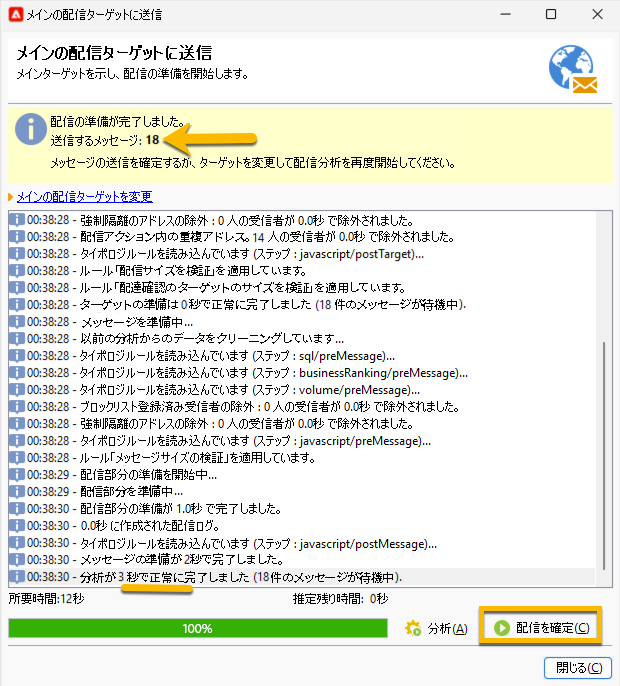 メインの配信ターゲットに送信
メインの配信ターゲットに送信
メインターゲットを示し、配信の準備を開始します。
配信の準備が完了しました。
送信するメッセージ: 18
メッセージの送信を確定するか、ターゲットを変更して配信分析を再度開始してください。
メインの配信ターゲットを変更
00:38:28 - 強制隔離のアドレスの除外 : 0 人の受信者が 0.0秒 で除外されました。
00:38:28 - 配信アクション内の重複アドレス。14 人の受信者が 0.0秒で除外されました。
00:38:28 - タイポロジルールを読み込んでいます (ステップ : javascript/postTarget)...
00:38:28 - ルール「配信サイズを検証」を適用しています。
00:38:28 - ルール「配達確認のターゲットのサイズを検証」を適用しています。
00:38:28 - ターゲットの準備は 0秒で正常に完了しました (18 件のメッセージが待機中).
00:38:28 - メッセージを準備中...
00:38:28 - 以前の分析からのデータをクリーニングしています...
00:38:28 - タイポロジルールを読み込んでいます (ステップ : sql/preMessage)...
00:38:28 - タイポロジルールを読み込んでいます (ステップ : businessRanking/preMessage)...
00:38:28 - タイポロジルールを読み込んでいます (ステップ : volume/preMessage)...
00:38:28 - ブロックリスト登録済み受信者の除外 : 0 人の受信者が 0.0秒 で除外されました。
00:38:28 - 強制隔離のアドレスの除外 : 0 人の受信者が 0.0秒 で除外されました。
00:38:28 - タイポロジルールを読み込んでいます (ステップ : javascript/preMessage)...
00:38:28 - ルール「メッセージサイズの検証」を適用しています。
00:38:29 - 配信部分の準備を開始中...
00:38:29 - 配信部分を準備中...
00:38:30 - 配信部分の準備が 1.0秒 で完了しました。
00:38:30 - 0.0秒 に作成された配信ログ。
00:38:30 - タイポロジルールを読み込んでいます (ステップ : javascript/postMessage)...
00:38:30 - メッセージの準備が 2秒で完了しました。
00:38:30 - 分析が 3 秒で正常に完了しました (18件のメッセージが待機中).
所要時間:12秒 推定残り時間: 0秒
100% 分析(A) 配信を確定(C)
閉じる(C)